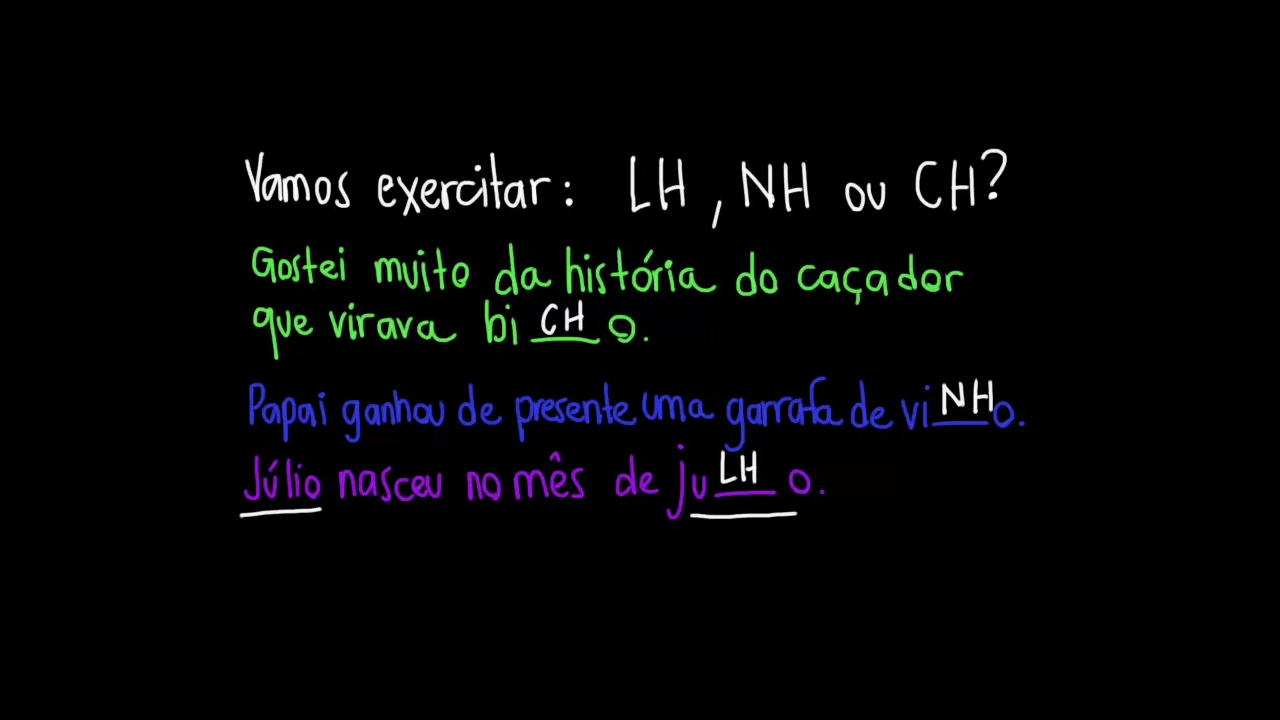 Vamos exercitar: LH, NH ou CH?
Gostei muito da história do caçador
que virava bi CH o.
Papai ganhou de presente uma garrafa de vi NH o.
Júlio nasceu no mês de ju LH o.